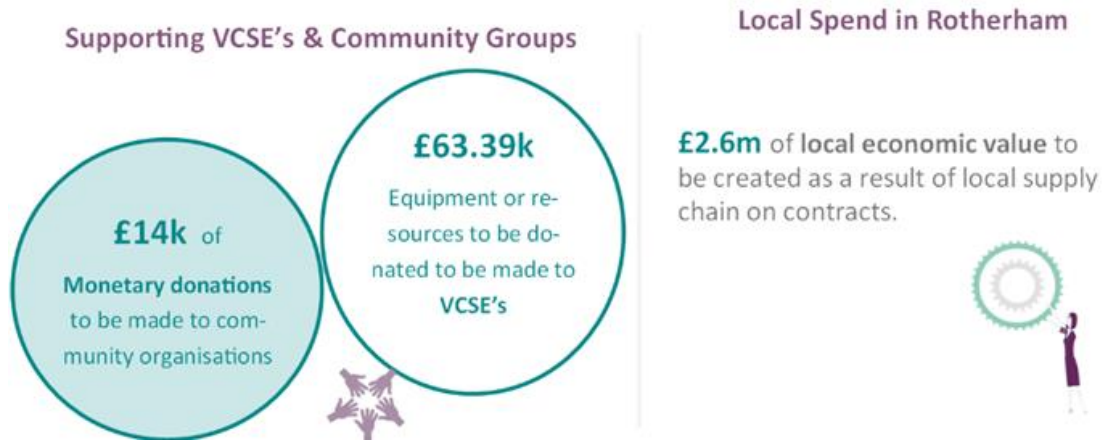 Supporting VCSE's & Community Groups
£14k of
Monetary donations
to be made to com-
munity organisations
£63.39k
Equipment or re-
sources to be do-
nated to be made to
VCSE's
Local Spend in Rotherham
£2.6m of local economic value to
be created as a result of local supply
chain on contracts.